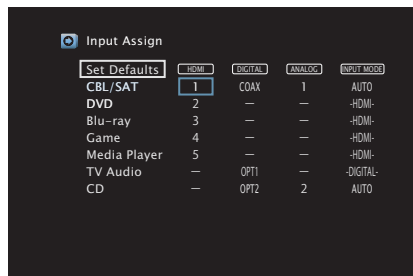 Input Assign
Set Defaults HDMI DIGITAL ANALOG INPUT MODE
CBL/SAT 1 COAX 1 AUTO
DVD 2 — — -HDMI-
Blu-ray 3 — — -HDMI-
Game 4 — — -HDMI-
Media Player 5 — — -HDMI-
TV Audio — OPT1 — -DIGITAL-
CD — OPT2 2 AUTO